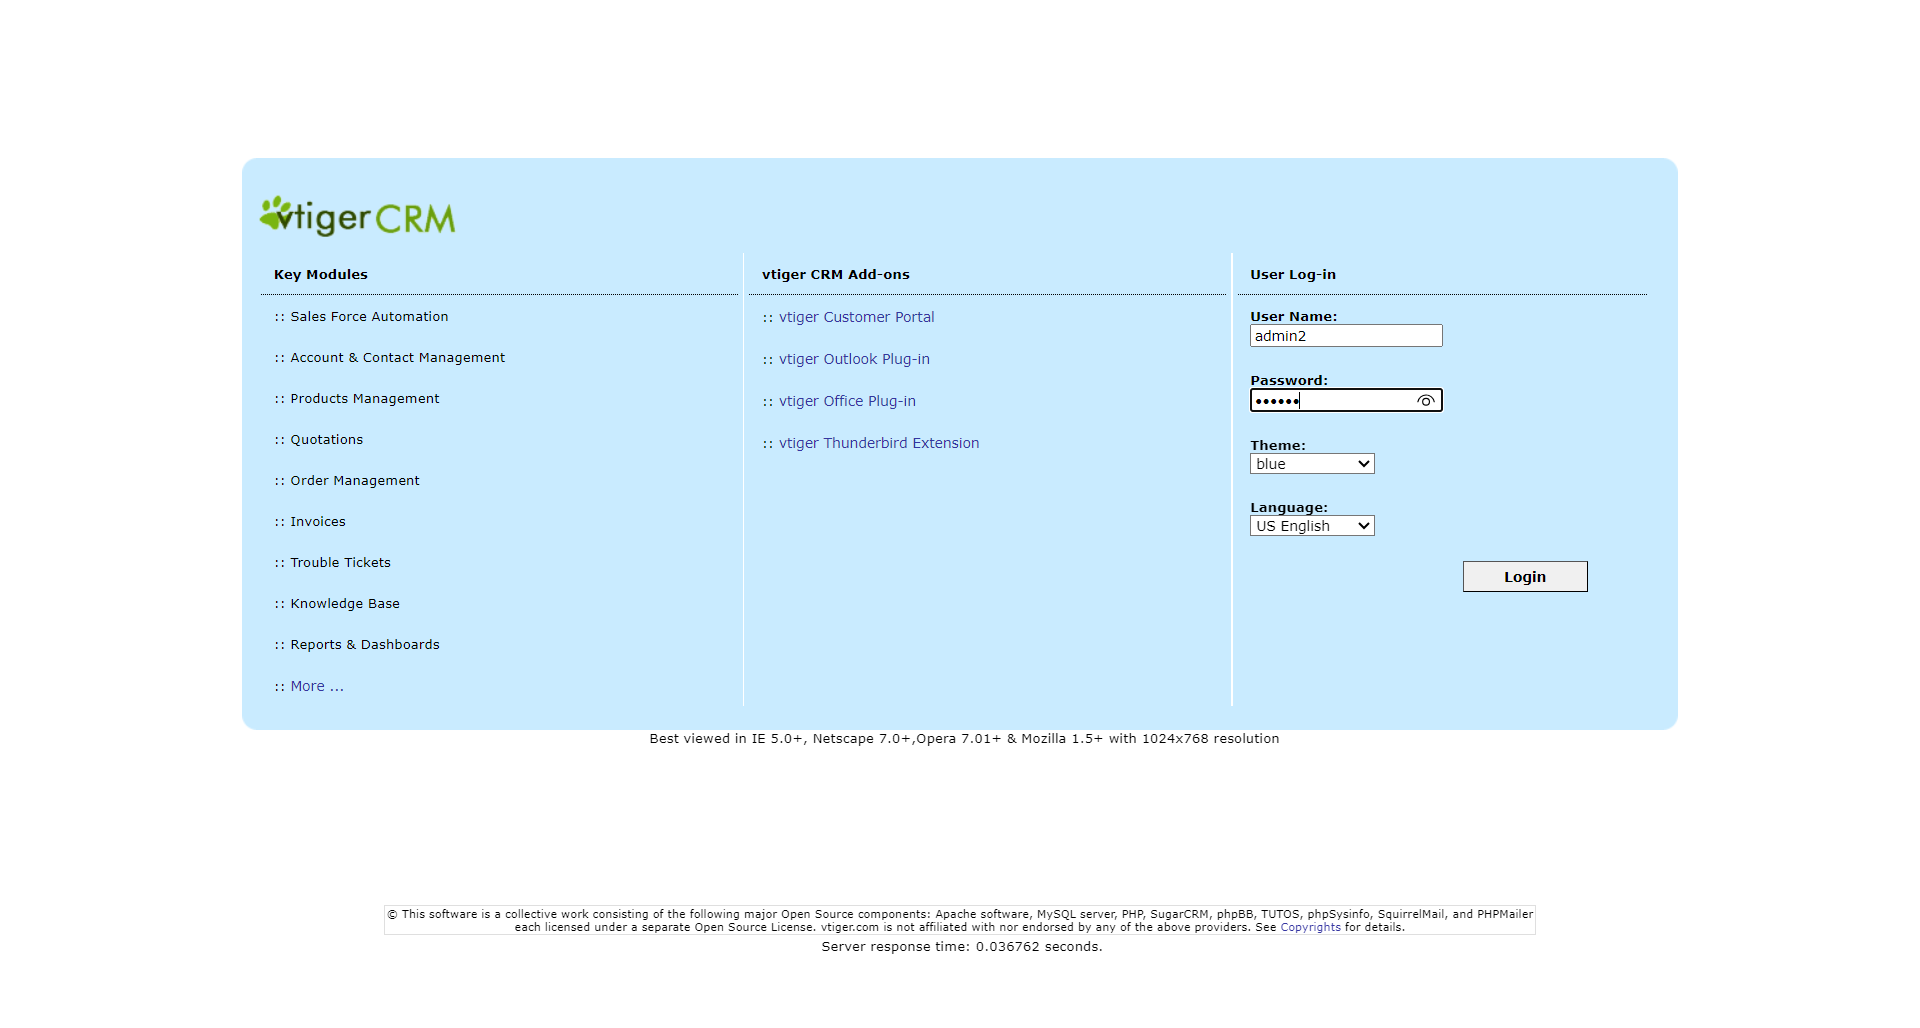 vtiger CRM
Key Modules
:: Sales Force Automation
:: Account & Contact Management
:: Products Management
:: Quotations
:: Order Management
:: Invoices
:: Trouble Tickets
:: Knowledge Base
:: Reports & Dashboards
:: More ...
vtiger CRM Add-ons
:: vtiger Customer Portal
:: vtiger Outlook Plug-in
:: vtiger Office Plug-in
:: vtiger Thunderbird Extension
User Log-in
User Name:
admin2
Password:
••••••
Theme:
blue
Language:
US English
Login
Best viewed in IE 5.0+, Netscape 7.0+,Opera 7.01+ & Mozilla 1.5+ with 1024x768 resolution
© This software is a collective work consisting of the following major Open Source components: Apache software, MySQL server, PHP, SugarCRM, phpBB, TUTOS, phpSysinfo, SquirrelMail, and PHPMailer
each licensed under a separate Open Source License. vtiger.com is not affiliated with nor endorsed by any of the above providers. See Copyrights for details.
Server response time: 0.036762 seconds.